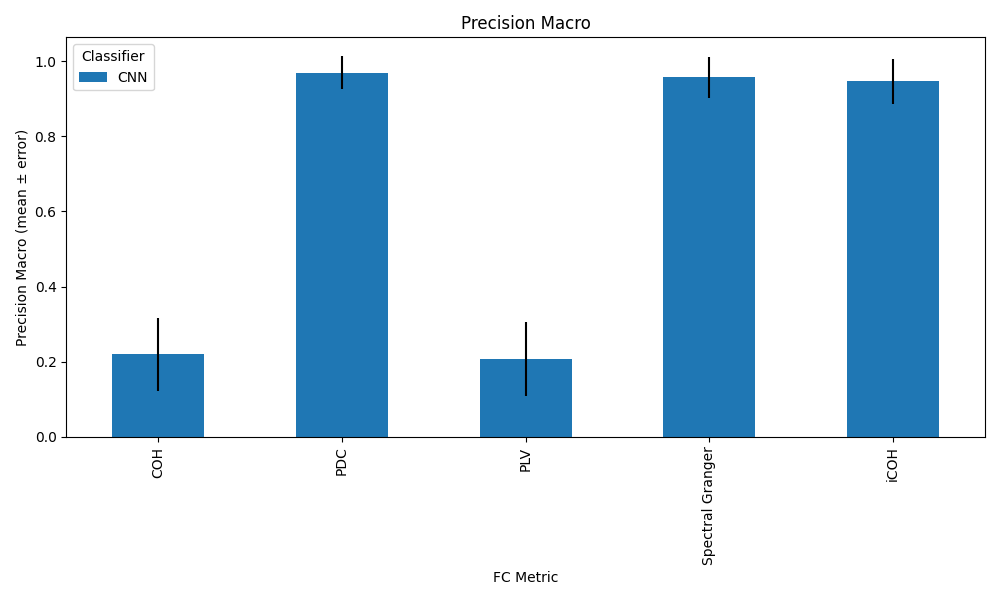 Precision Macro
Classifier
CNN
Precision Macro (mean ± error)
1.0
0.8
0.6
0.4
0.2
0.0
COH
PDC
PLV
Spectral Granger
iCOH
FC Metric